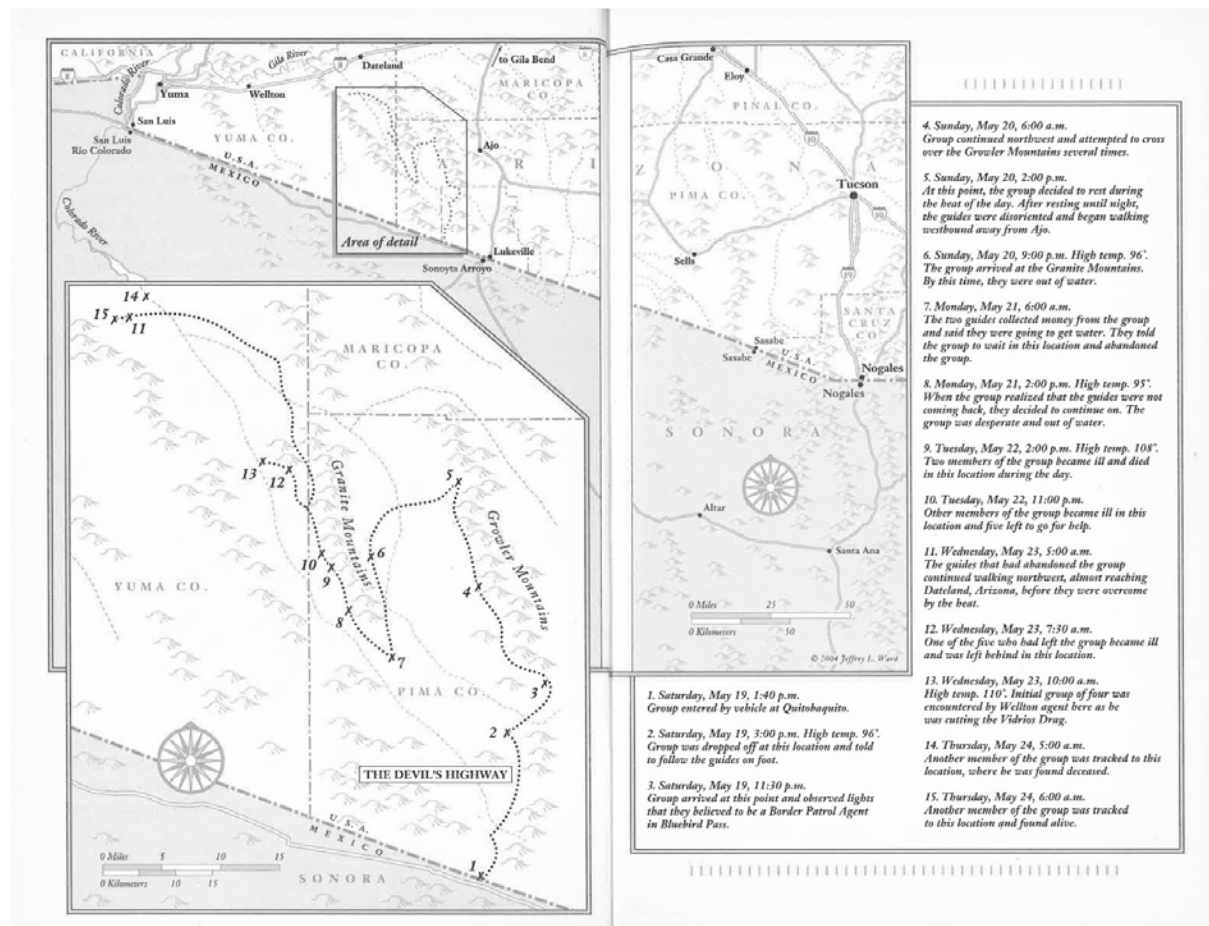 CALIFORNIA
8
Colorado River
Gila River
8
Dateland
to Gila Bend
8
MARICOPA
CO.
Yuma
Wellton
San Luis
San Luis
Rio Colorado
YUMA CO.
U.S.A.
MEXICO
Ajo
A R I
Colorado River
Area of detail
Lukeville
Sonoyta Arroyo
Casa Grande
Eloy
PINAL CO.
10
Z O N A
PIMA CO.
Tucson
10
Sells
19
SANTA
CRUZ
CO.
Sasabe
Sasabe
U.S.A.
MEXICO
Nogales
Nogales
SONORA
Altar
Santa Ana
0 Miles 25 50
0 Kilometers 50
© 2004 Jeffrey L. Ward
14
15
11
MARICOPA
CO.
13
12
Granite Mountains
5
Growler Mountains
10
9
6
YUMA CO.
4
8
7
PIMA CO.
3
2
THE DEVIL'S HIGHWAY
U.S.A.
MEXICO
0 Miles 5 10 15
0 Kilometers 10 15
SONORA
1
1. Saturday, May 19, 1:40 p.m.
Group entered by vehicle at Quitobaquito.
2. Saturday, May 19, 3:00 p.m. High temp. 96°.
Group was dropped off at this location and told
to follow the guides on foot.
3. Saturday, May 19, 11:30 p.m.
Group arrived at this point and observed lights
that they believed to be a Border Patrol Agent
in Bluebird Pass.
4. Sunday, May 20, 6:00 a.m.
Group continued northwest and attempted to cross
over the Growler Mountains several times.
5. Sunday, May 20, 2:00 p.m.
At this point, the group decided to rest during
the heat of the day. After resting until night,
the guides were disoriented and began walking
westbound away from Ajo.
6. Sunday, May 20, 9:00 p.m. High temp. 96°.
The group arrived at the Granite Mountains.
By this time, they were out of water.
7. Monday, May 21, 6:00 a.m.
The two guides collected money from the group
and said they were going to get water. They told
the group to wait in this location and abandoned
the group.
8. Monday, May 21, 2:00 p.m. High temp. 95°.
When the group realized that the guides were not
coming back, they decided to continue on. The
group was desperate and out of water.
9. Tuesday, May 22, 2:00 p.m. High temp. 108°.
Two members of the group became ill and died
in this location during the day.
10. Tuesday, May 22, 11:00 p.m.
Other members of the group became ill in this
location and five left to go for help.
11. Wednesday, May 23, 5:00 a.m.
The guides that had abandoned the group
continued walking northwest, almost reaching
Dateland, Arizona, before they were overcome
by the heat.
12. Wednesday, May 23, 7:30 a.m.
One of the five who had left the group became ill
and was left behind in this location.
13. Wednesday, May 23, 10:00 a.m.
High temp. 110°. Initial group of four was
encountered by Wellton agent here as he
was cutting the Vidrios Drag.
14. Thursday, May 24, 5:00 a.m.
Another member of the group was tracked to this
location, where he was found deceased.
15. Thursday, May 24, 6:00 a.m.
Another member of the group was tracked
to this location and found alive.